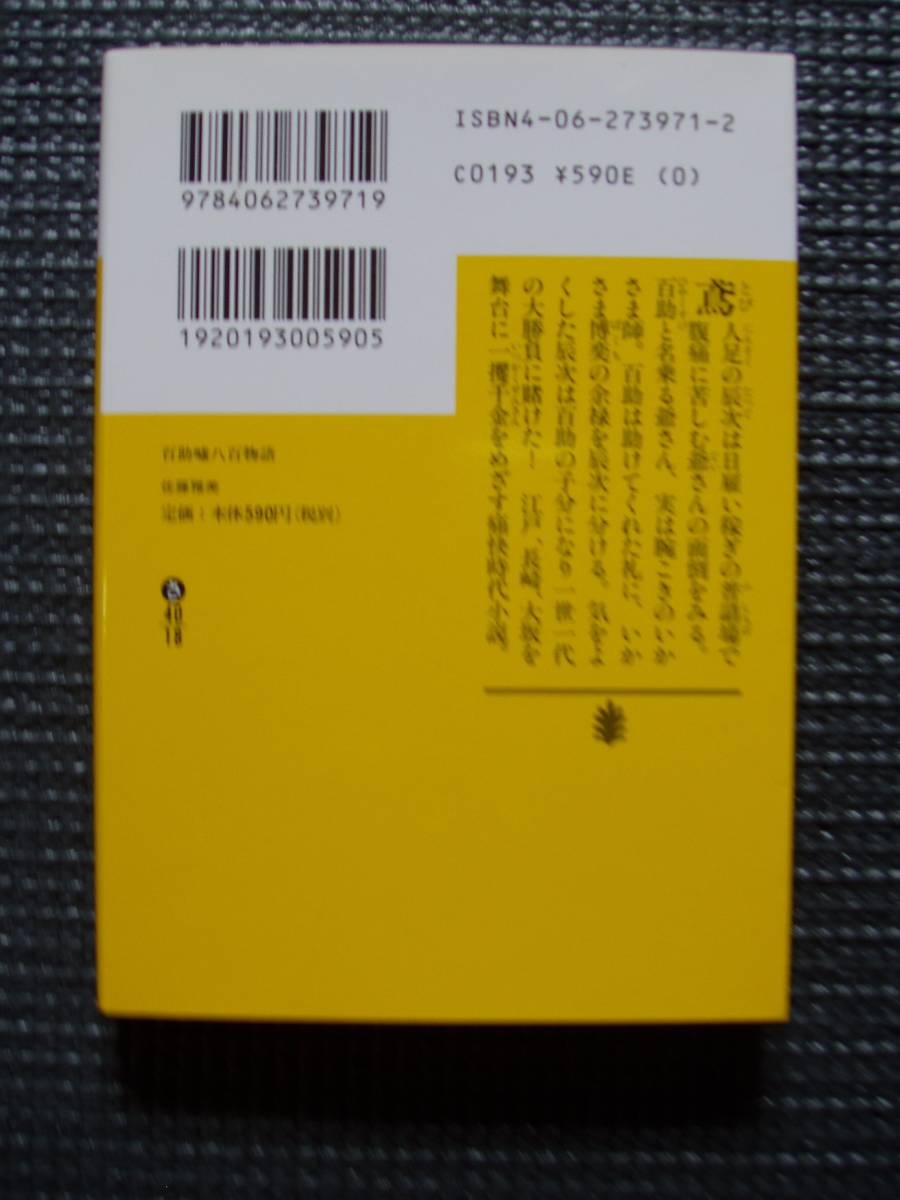 ISBN4-06-273971-2
C0193 ¥590E (0)
9784062739719
1920193005905
鳶人足の辰次は日雇い稼ぎの普請場で
腹痛に苦しむ爺さんの面倒をみる。
百助と名乗る爺さん、実は腕こきのいか
さま師。百助は助けてくれた礼に、いか
さま博奕の余禄を辰次に分ける。気をよ
くした辰次は百助の子分になり一世一代
の大勝負に賭けた! 江戸、長崎、大坂を
舞台に一攫千金をめざす痛快時代小説。
百助嘘八百物語
佐藤雅美
定価:本体590円(税別)
さ
40
18